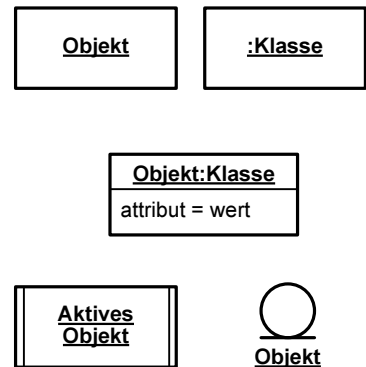 Objekt
:Klasse
Objekt:Klasse
attribut = wert
Aktives
Objekt
Objekt